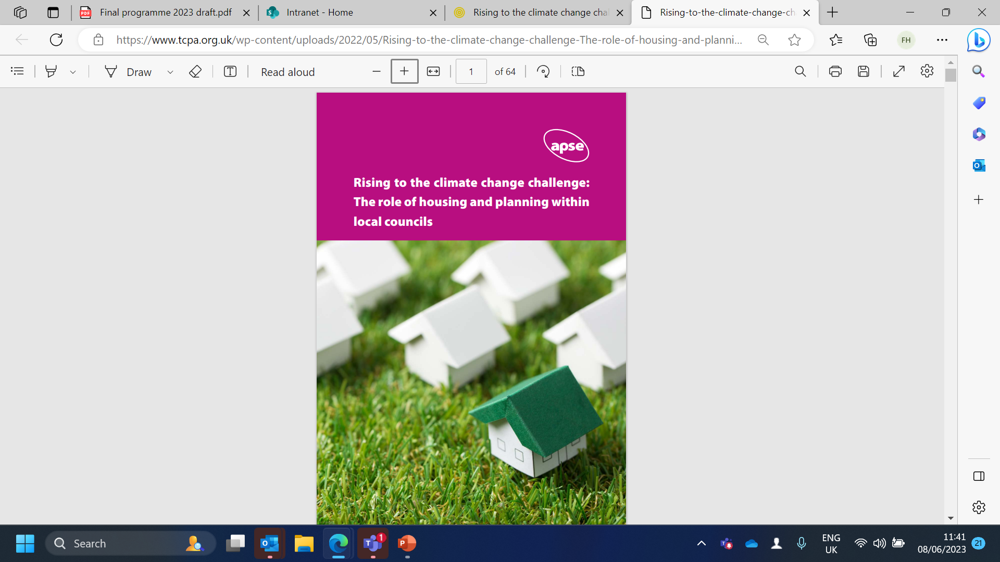 Final programme 2023 draft.pdf
Intranet - Home
Rising to the climate change chal
Rising-to-the-climate-change-ch
https://www.tcpa.org.uk/wp-content/uploads/2022/05/Rising-to-the-climate-change-challenge-The-role-of-housing-and-planni...
FH
Draw
T
Read aloud
1
of 64
apse
Rising to the climate change challenge:
The role of housing and planning within
local councils
Search
1
ENG
UK
11:41
08/06/2023
21